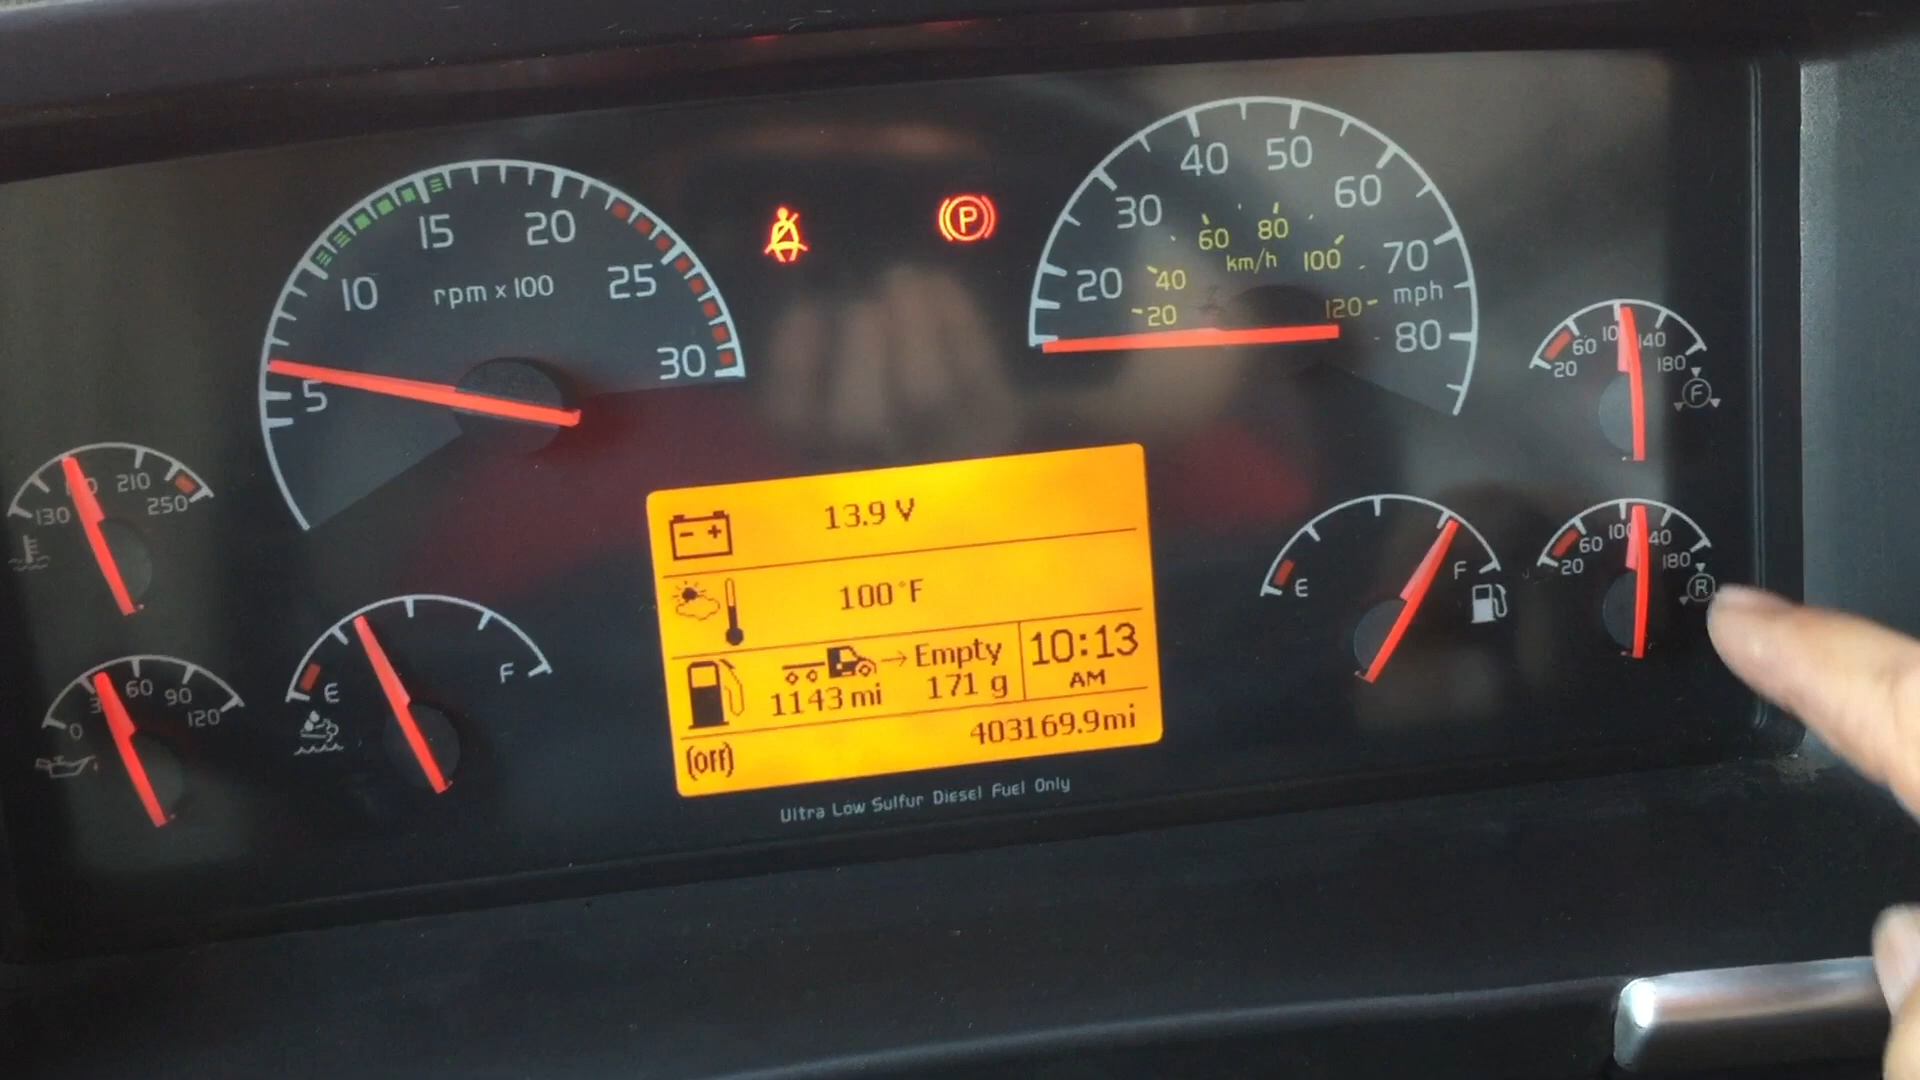 15 20
10 25
rpm x 100
5 30
40 50
30 60
60 80
km/h 100
20 40 70
20 120 mph
80
60 140
20 180
F
210
130 250
60 90
0 120
E F
13.9 V
100°F
Empty 10:13
1143 mi 171 g AM
403169.9mi
(OFF)
Ultra Low Sulfur Diesel Fuel Only
E F
60 100
20 180
R
P